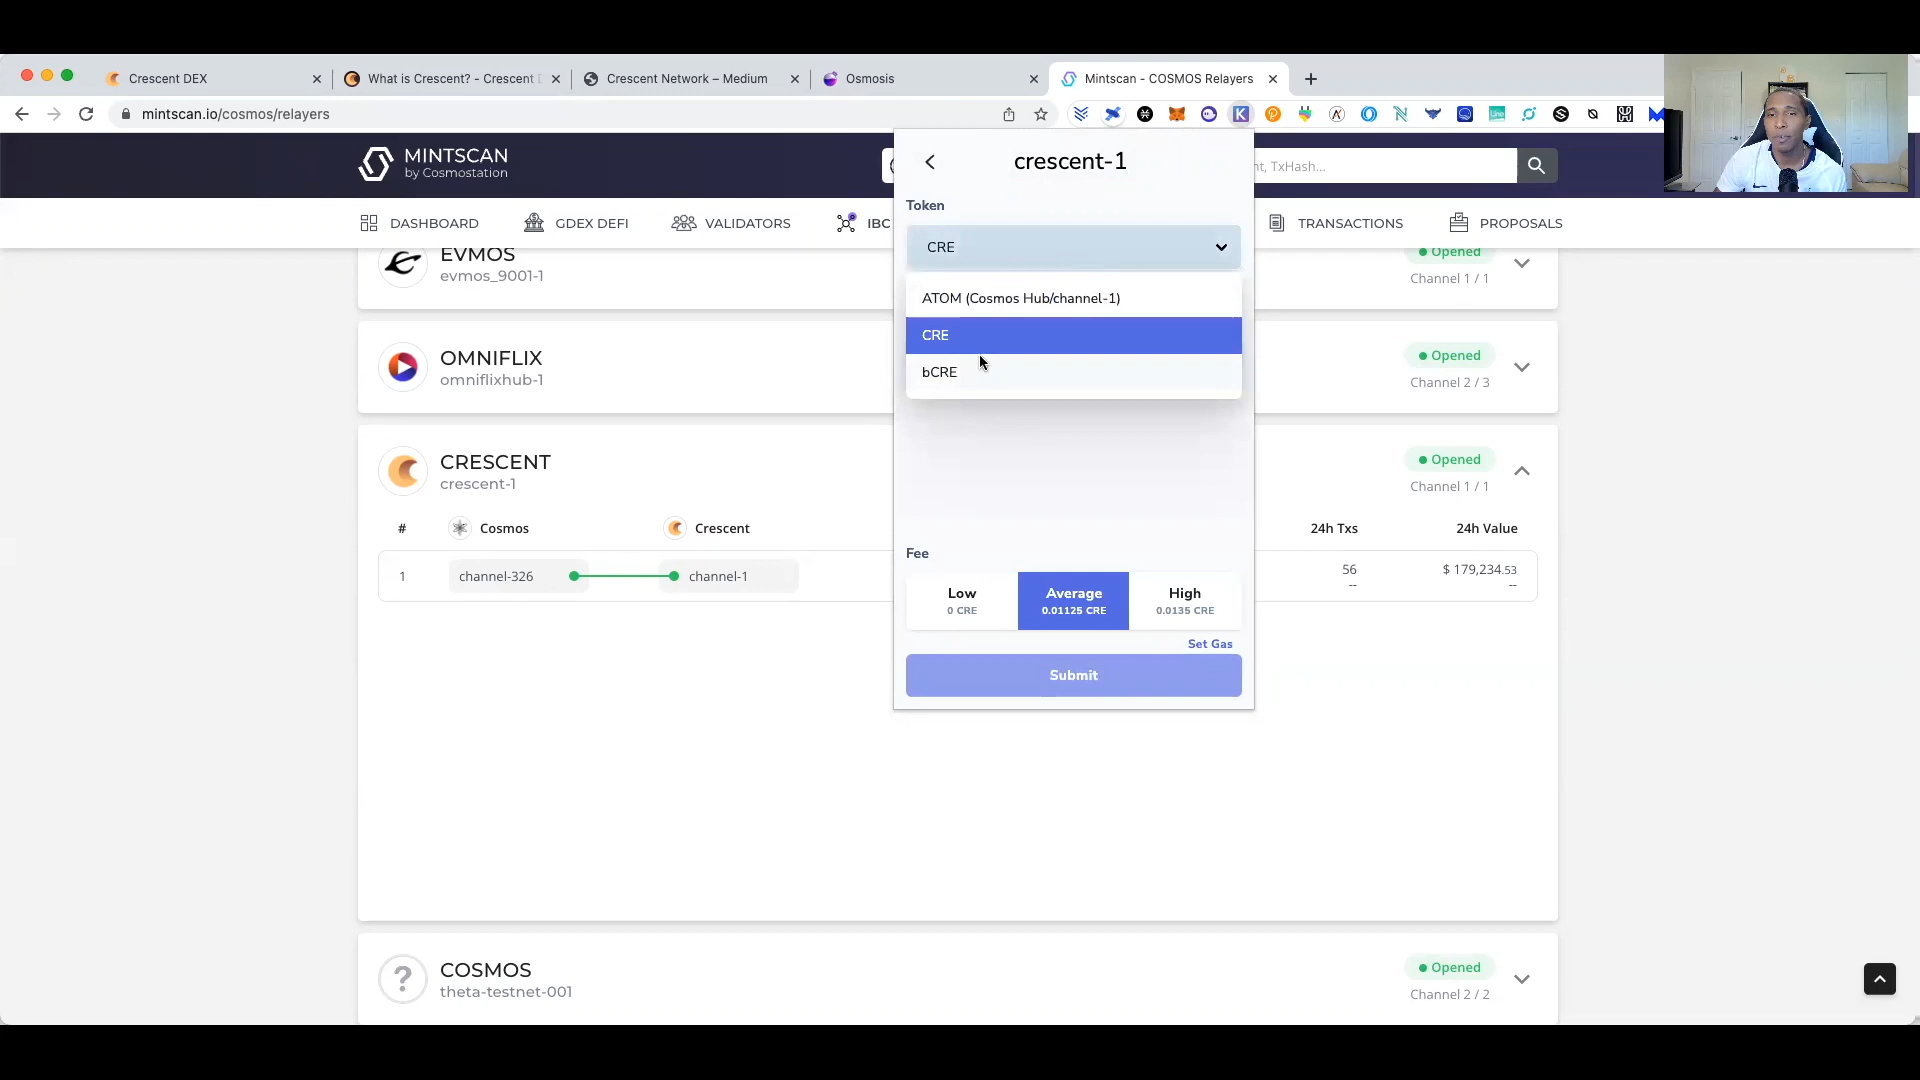 Crescent DEX
What is Crescent? - Crescent
Crescent Network – Medium
Osmosis
Mintscan - COSMOS Relayers
mintscan.io/cosmos/relayers
MINTSCAN
by Cosmostation
nt, TxHash...
DASHBOARD
GDEX DEFI
VALIDATORS
IBC
TRANSACTIONS
PROPOSALS
EVMOS
evmos_9001-1
Opened
Channel 1 / 1
OMNIFLIX
omniflixhub-1
Opened
Channel 2 / 3
CRESCENT
crescent-1
Opened
Channel 1 / 1
#
Cosmos
Crescent
24h Txs
24h Value
1
channel-326
channel-1
56
--
$ 179,234.53
--
COSMOS
theta-testnet-001
Opened
Channel 2 / 2
crescent-1
Token
CRE
ATOM (Cosmos Hub/channel-1)
CRE
bCRE
Fee
Low
0 CRE
Average
0.01125 CRE
High
0.0135 CRE
Set Gas
Submit